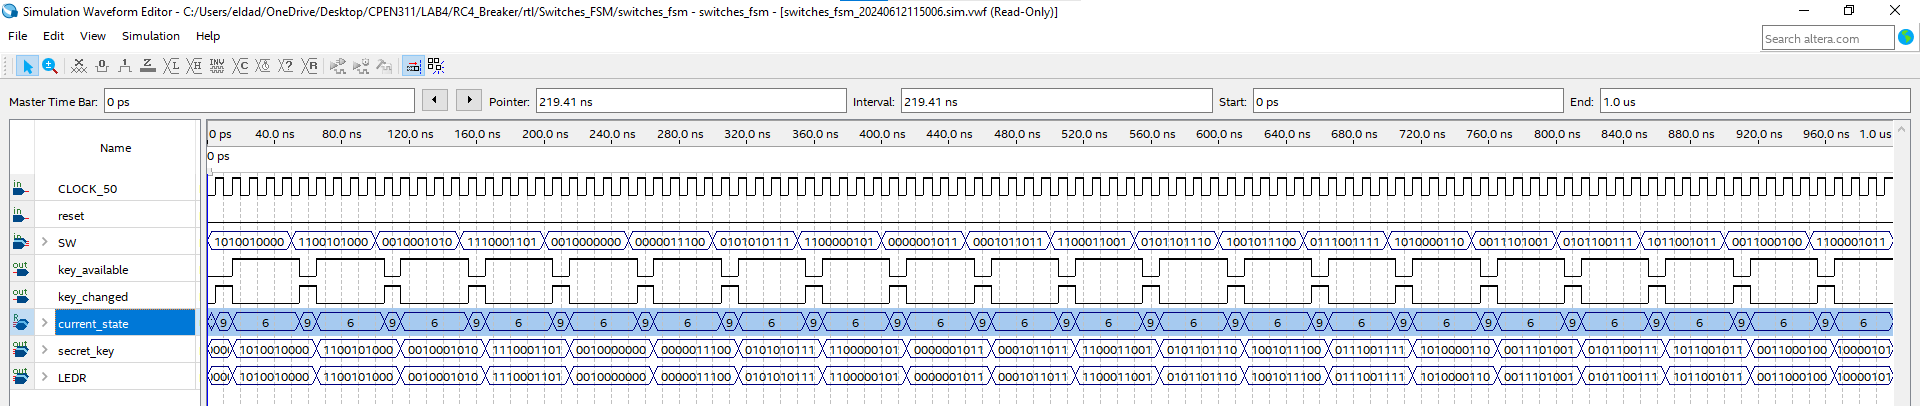 Simulation Waveform Editor - C:/Users/eldad/OneDrive/Desktop/CPEN311/LAB4/RC4_Breaker/rtl/Switches_FSM/switches_fsm - switches_fsm - [switches_fsm_20240612115006.sim.vwf (Read-Only)]
File Edit View Simulation Help
Search altera.com
Master Time Bar: 0 ps Pointer: 219.41 ns Interval: 219.41 ns Start: 0 ps End: 1.0 us
Name
0 ps 40.0 ns 80.0 ns 120.0 ns 160.0 ns 200.0 ns 240.0 ns 280.0 ns 320.0 ns 360.0 ns 400.0 ns 440.0 ns 480.0 ns 520.0 ns 560.0 ns 600.0 ns 640.0 ns 680.0 ns 720.0 ns 760.0 ns 800.0 ns 840.0 ns 880.0 ns 920.0 ns 960.0 ns 1.0 us
0 ps
in CLOCK_50
in reset
in SW 1010010000 1100101000 0010001010 1110001101 0010000000 0000011100 0101010111 1100000101 0000001011 0001011011 1100011001 0101101110 1001011100 0111001111 1010000110 0011101001 0101100111 1011001011 0011000100 1100001011
out key_available
out key_changed
R current_state 9 6 9 6 9 6 9 6 9 6 9 6 9 6 9 6 9 6 9 6 9 6 9 6 9 6 9 6 9 6 9 6 9 6 9 6 9 6 9 6
out secret_key 1010010000 1100101000 0010001010 1110001101 0010000000 0000011100 0101010111 1100000101 0000001011 0001011011 1100011001 0101101110 1001011100 0111001111 1010000110 0011101001 0101100111 1011001011 0011000100 10000101
out LEDR 1010010000 1100101000 0010001010 1110001101 0010000000 0000011100 0101010111 1100000101 0000001011 0001011011 1100011001 0101101110 1001011100 0111001111 1010000110 0011101001 0101100111 1011001011 0011000100 10000101